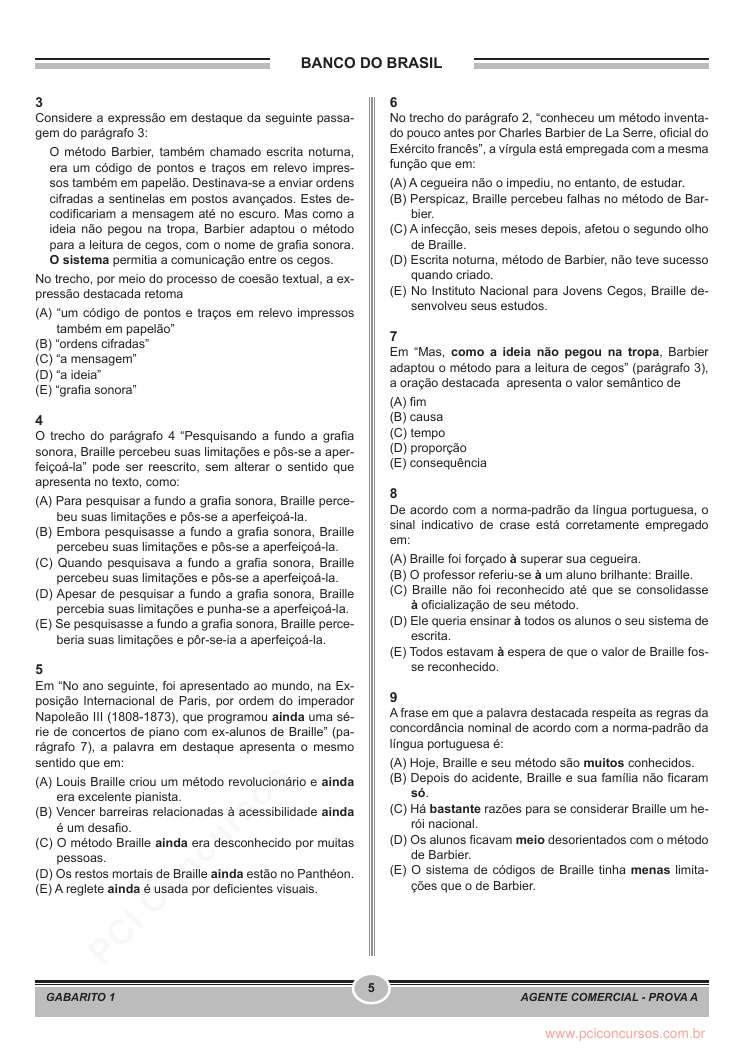 BANCO DO BRASIL
3
Considere a expressão em destaque da seguinte passa-
gem do parágrafo 3:
O método Barbier, também chamado escrita noturna,
era um código de pontos e traços em relevo impres-
sos também em papelão. Destinava-se a enviar ordens
cifradas a sentinelas em postos avançados. Estes de-
codificariam a mensagem até no escuro. Mas como a
ideia não pegou na tropa, Barbier adaptou o método
para a leitura de cegos, com o nome de grafia sonora.
O sistema permitia a comunicação entre os cegos.
No trecho, por meio do processo de coesão textual, a ex-
pressão destacada retoma
(A) “um código de pontos e traços em relevo impressos
também em papelão”
(B) “ordens cifradas”
(C) “a mensagem”
(D) “a ideia”
(E) “grafia sonora”
4
O trecho do parágrafo 4 “Pesquisando a fundo a grafia
sonora, Braille percebeu suas limitações e pôs-se a aper-
feiçoá-la” pode ser reescrito, sem alterar o sentido que
apresenta no texto, como:
(A) Para pesquisar a fundo a grafia sonora, Braille perce-
beu suas limitações e pôs-se a aperfeiçoá-la.
(B) Embora pesquisasse a fundo a grafia sonora, Braille
percebeu suas limitações e pôs-se a aperfeiçoá-la.
(C) Quando pesquisava a fundo a grafia sonora, Braille
percebeu suas limitações e pôs-se a aperfeiçoá-la.
(D) Apesar de pesquisar a fundo a grafia sonora, Braille
percebia suas limitações e punha-se a aperfeiçoá-la.
(E) Se pesquisasse a fundo a grafia sonora, Braille perce-
beria suas limitações e pôr-se-ia a aperfeiçoá-la.
5
Em “No ano seguinte, foi apresentado ao mundo, na Ex-
posição Internacional de Paris, por ordem do imperador
Napoleão III (1808-1873), que programou ainda uma sé-
rie de concertos de piano com ex-alunos de Braille” (pa-
rágrafo 7), a palavra em destaque apresenta o mesmo
sentido que em:
(A) Louis Braille criou um método revolucionário e ainda
era excelente pianista.
(B) Vencer barreiras relacionadas à acessibilidade ainda
é um desafio.
(C) O método Braille ainda era desconhecido por muitas
pessoas.
(D) Os restos mortais de Braille ainda estão no Panthéon.
(E) A reglete ainda é usada por deficientes visuais.
6
No trecho do parágrafo 2, “conheceu um método inventa-
do pouco antes por Charles Barbier de La Serre, oficial do
Exército francês”, a vírgula está empregada com a mesma
função que em:
(A) A cegueira não o impediu, no entanto, de estudar.
(B) Perspicaz, Braille percebeu falhas no método de Bar-
bier.
(C) A infecção, seis meses depois, afetou o segundo olho
de Braille.
(D) Escrita noturna, método de Barbier, não teve sucesso
quando criado.
(E) No Instituto Nacional para Jovens Cegos, Braille de-
senvolveu seus estudos.
7
Em “Mas, como a ideia não pegou na tropa, Barbier
adaptou o método para a leitura de cegos” (parágrafo 3),
a oração destacada apresenta o valor semântico de
(A) fim
(B) causa
(C) tempo
(D) proporção
(E) consequência
8
De acordo com a norma-padrão da língua portuguesa, o
sinal indicativo de crase está corretamente empregado
em:
(A) Braille foi forçado à superar sua cegueira.
(B) O professor referiu-se à um aluno brilhante: Braille.
(C) Braille não foi reconhecido até que se consolidasse
à oficialização de seu método.
(D) Ele queria ensinar à todos os alunos o seu sistema de
escrita.
(E) Todos estavam à espera de que o valor de Braille fos-
se reconhecido.
9
A frase em que a palavra destacada respeita as regras da
concordância nominal de acordo com a norma-padrão da
língua portuguesa é:
(A) Hoje, Braille e seu método são muitos conhecidos.
(B) Depois do acidente, Braille e sua família não ficaram
só.
(C) Há bastante razões para se considerar Braille um he-
rói nacional.
(D) Os alunos ficavam meio desorientados com o método
de Barbier.
(E) O sistema de códigos de Braille tinha menas limita-
ções que o de Barbier.
PCI Concursos
GABARITO 1
5
AGENTE COMERCIAL - PROVA A
www.pciconcursos.com.br